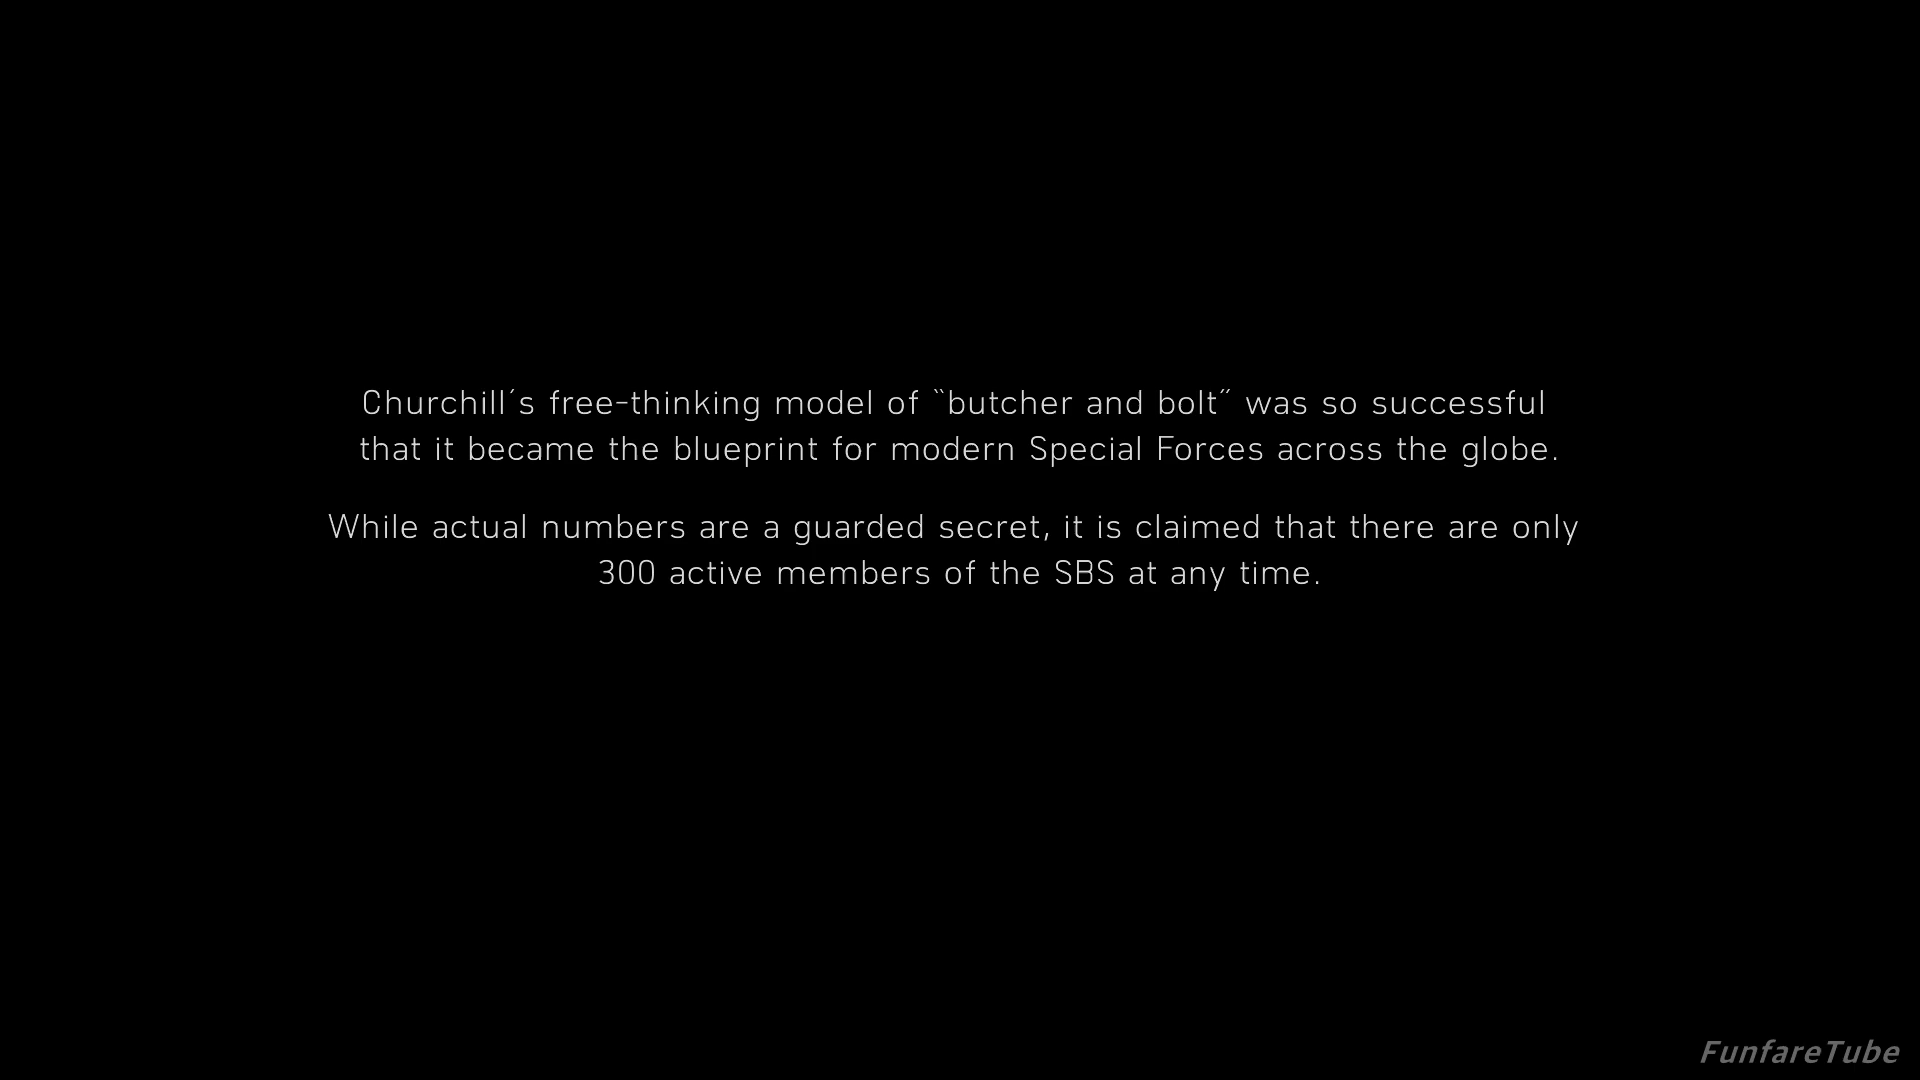 Churchill´s free-thinking model of ``butcher and bolt˝ was so successful
that it became the blueprint for modern Special Forces across the globe.
While actual numbers are a guarded secret, it is claimed that there are only
300 active members of the SBS at any time.
FunfareTube